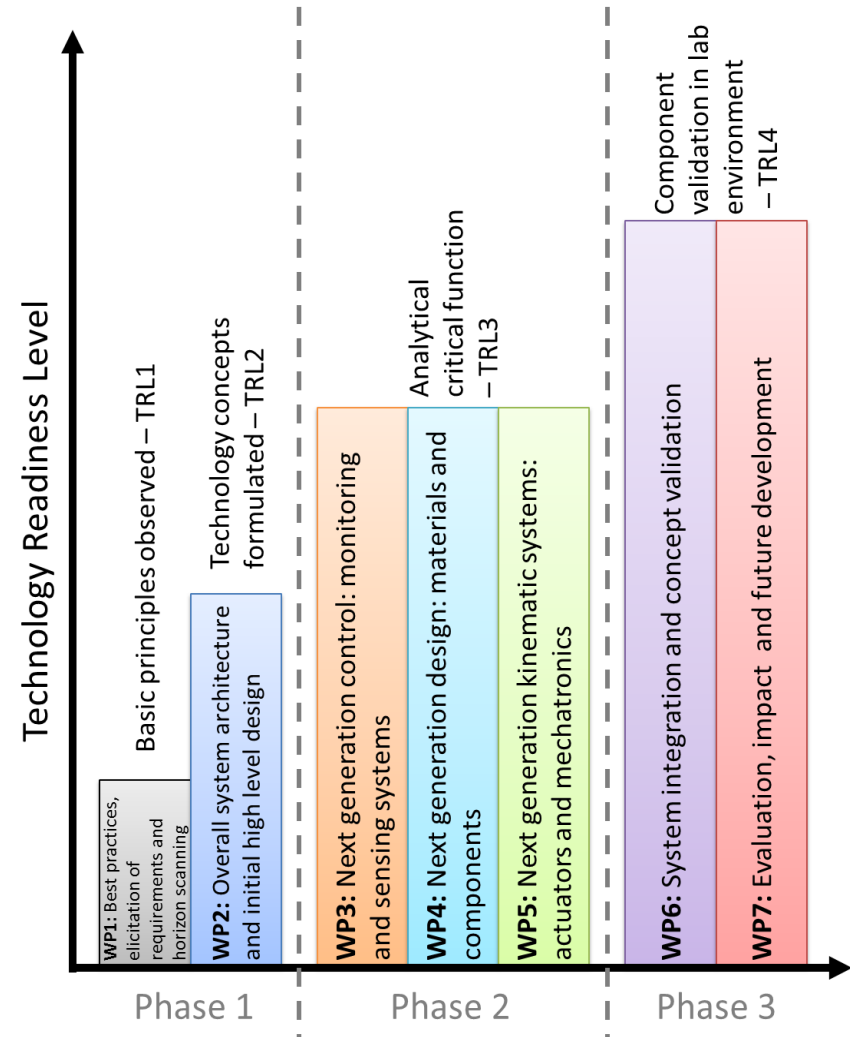 Technology Readiness Level
Basic principles observed – TRL1
Technology concepts
formulated – TRL2
Analytical
critical function
– TRL3
Component
validation in lab
environment
– TRL4
WP1: Best practices,
elicitation of
requirements and
horizon scanning
WP2: Overall system architecture
and initial high level design
WP3: Next generation control: monitoring
and sensing systems
WP4: Next generation design: materials and
components
WP5: Next generation kinematic systems:
actuators and mechatronics
WP6: System integration and concept validation
WP7: Evaluation, impact  and future development
Phase 1
Phase 2
Phase 3